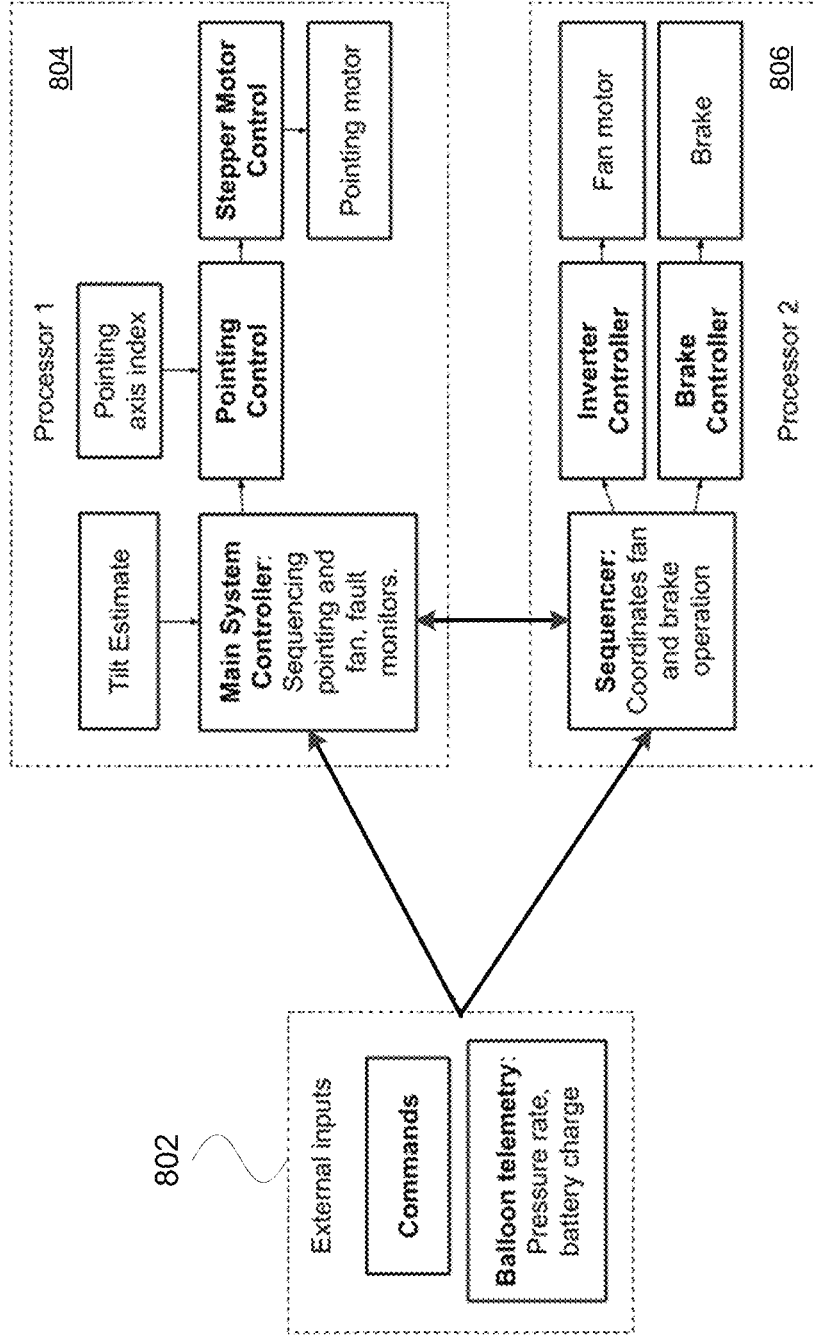 802
External inputs
Commands
Balloon telemetry:
Pressure rate,
battery charge
Processor 1
804
Tilt Estimate
Pointing
axis index
Main System
Controller:
Sequencing
pointing and
fan, fault
monitors.
Pointing
Control
Stepper Motor
Control
Pointing motor
Sequencer:
Coordinates fan
and brake
operation
Inverter
Controller
Fan motor
Brake
Controller
Brake
Processor 2
806